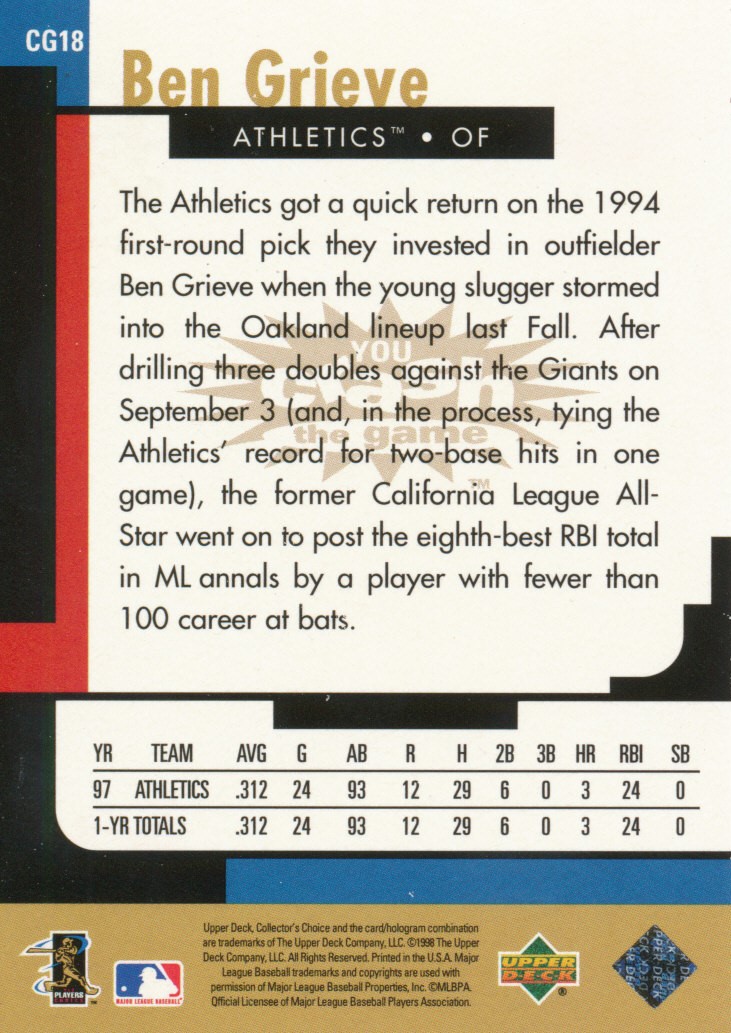 CG18
Ben Grieve
ATHLETICS™ • OF
The Athletics got a quick return on the 1994
first-round pick they invested in outfielder
Ben Grieve when the young slugger stormed
into the Oakland lineup last Fall. After
drilling three doubles against the Giants on
September 3 (and, in the process, tying the
Athletics' record for two-base hits in one
game), the former California League All-
Star went on to post the eighth-best RBI total
in ML annals by a player with fewer than
100 career at bats.
YOU
Crash
the game
™
YR TEAM AVG G AB R H 2B 3B HR RBI SB
97 ATHLETICS .312 24 93 12 29 6 0 3 24 0
1-YR TOTALS .312 24 93 12 29 6 0 3 24 0
Upper Deck, Collector's Choice and the card/hologram combination
are trademarks of The Upper Deck Company, LLC. ©1998 The Upper
Deck Company, LLC. All Rights Reserved. Printed in the U.S.A. Major
League Baseball trademarks and copyrights are used with
permission of Major League Baseball Properties, Inc. ©MLBPA.
Official Licensee of Major League Baseball Players Association.
PLAYERS
CHOICE
MAJOR LEAGUE BASEBALL
UPPER
DECK
®